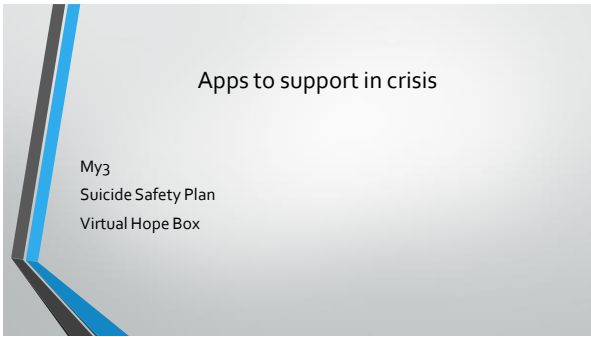 Apps to support in crisis
My3
Suicide Safety Plan
Virtual Hope Box